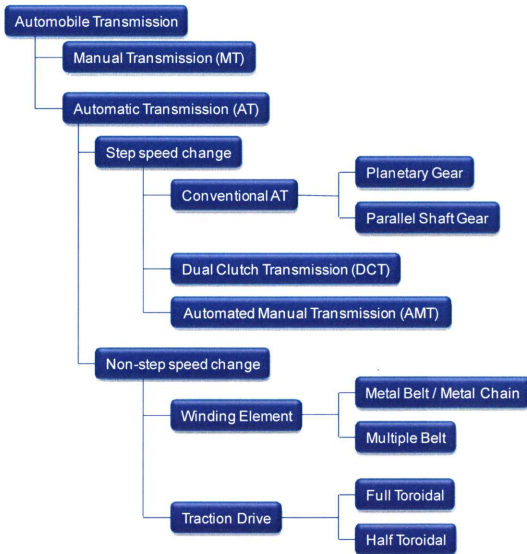 Automobile Transmission
Manual Transmission (MT)
Automatic Transmission (AT)
Step speed change
Conventional AT
Planetary Gear
Parallel Shaft Gear
Dual Clutch Transmission (DCT)
Automated Manual Transmission (AMT)
Non-step speed change
Winding Element
Metal Belt / Metal Chain
Multiple Belt
Traction Drive
Full Toroidal
Half Toroidal